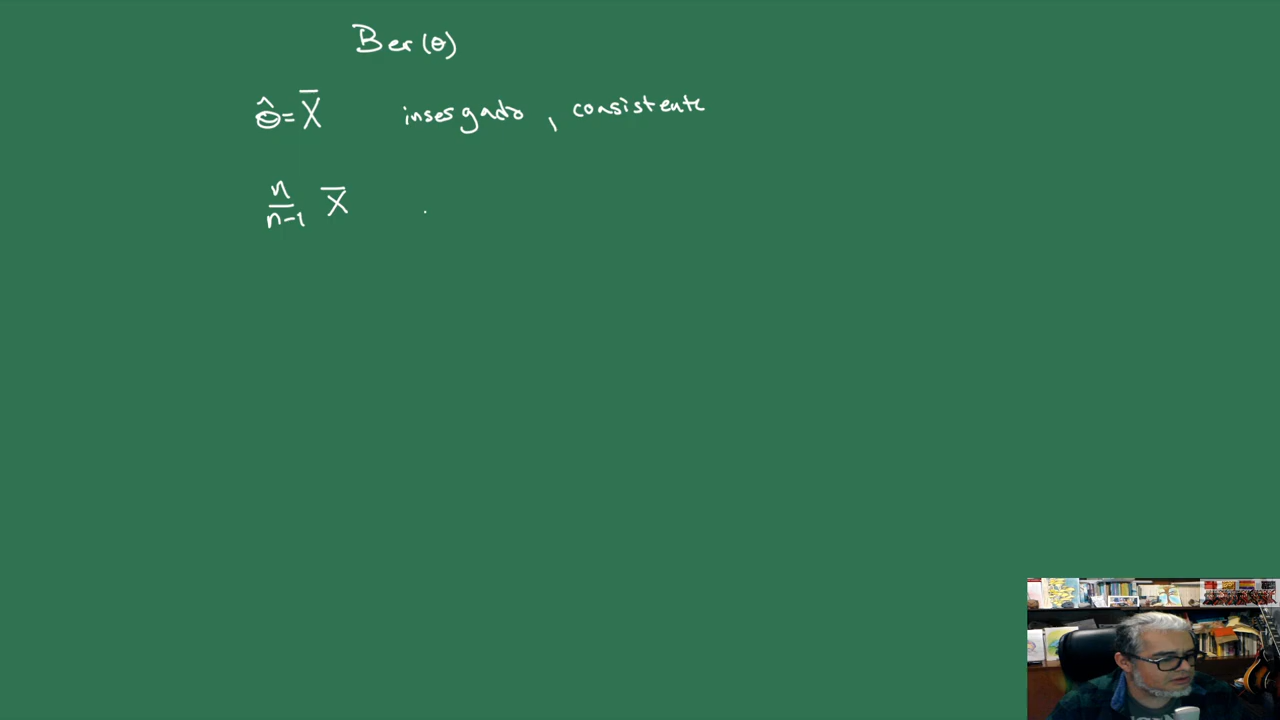 Ber(θ)
θ̂ = X̄ insesgado, consistente
n/n-1 X̄